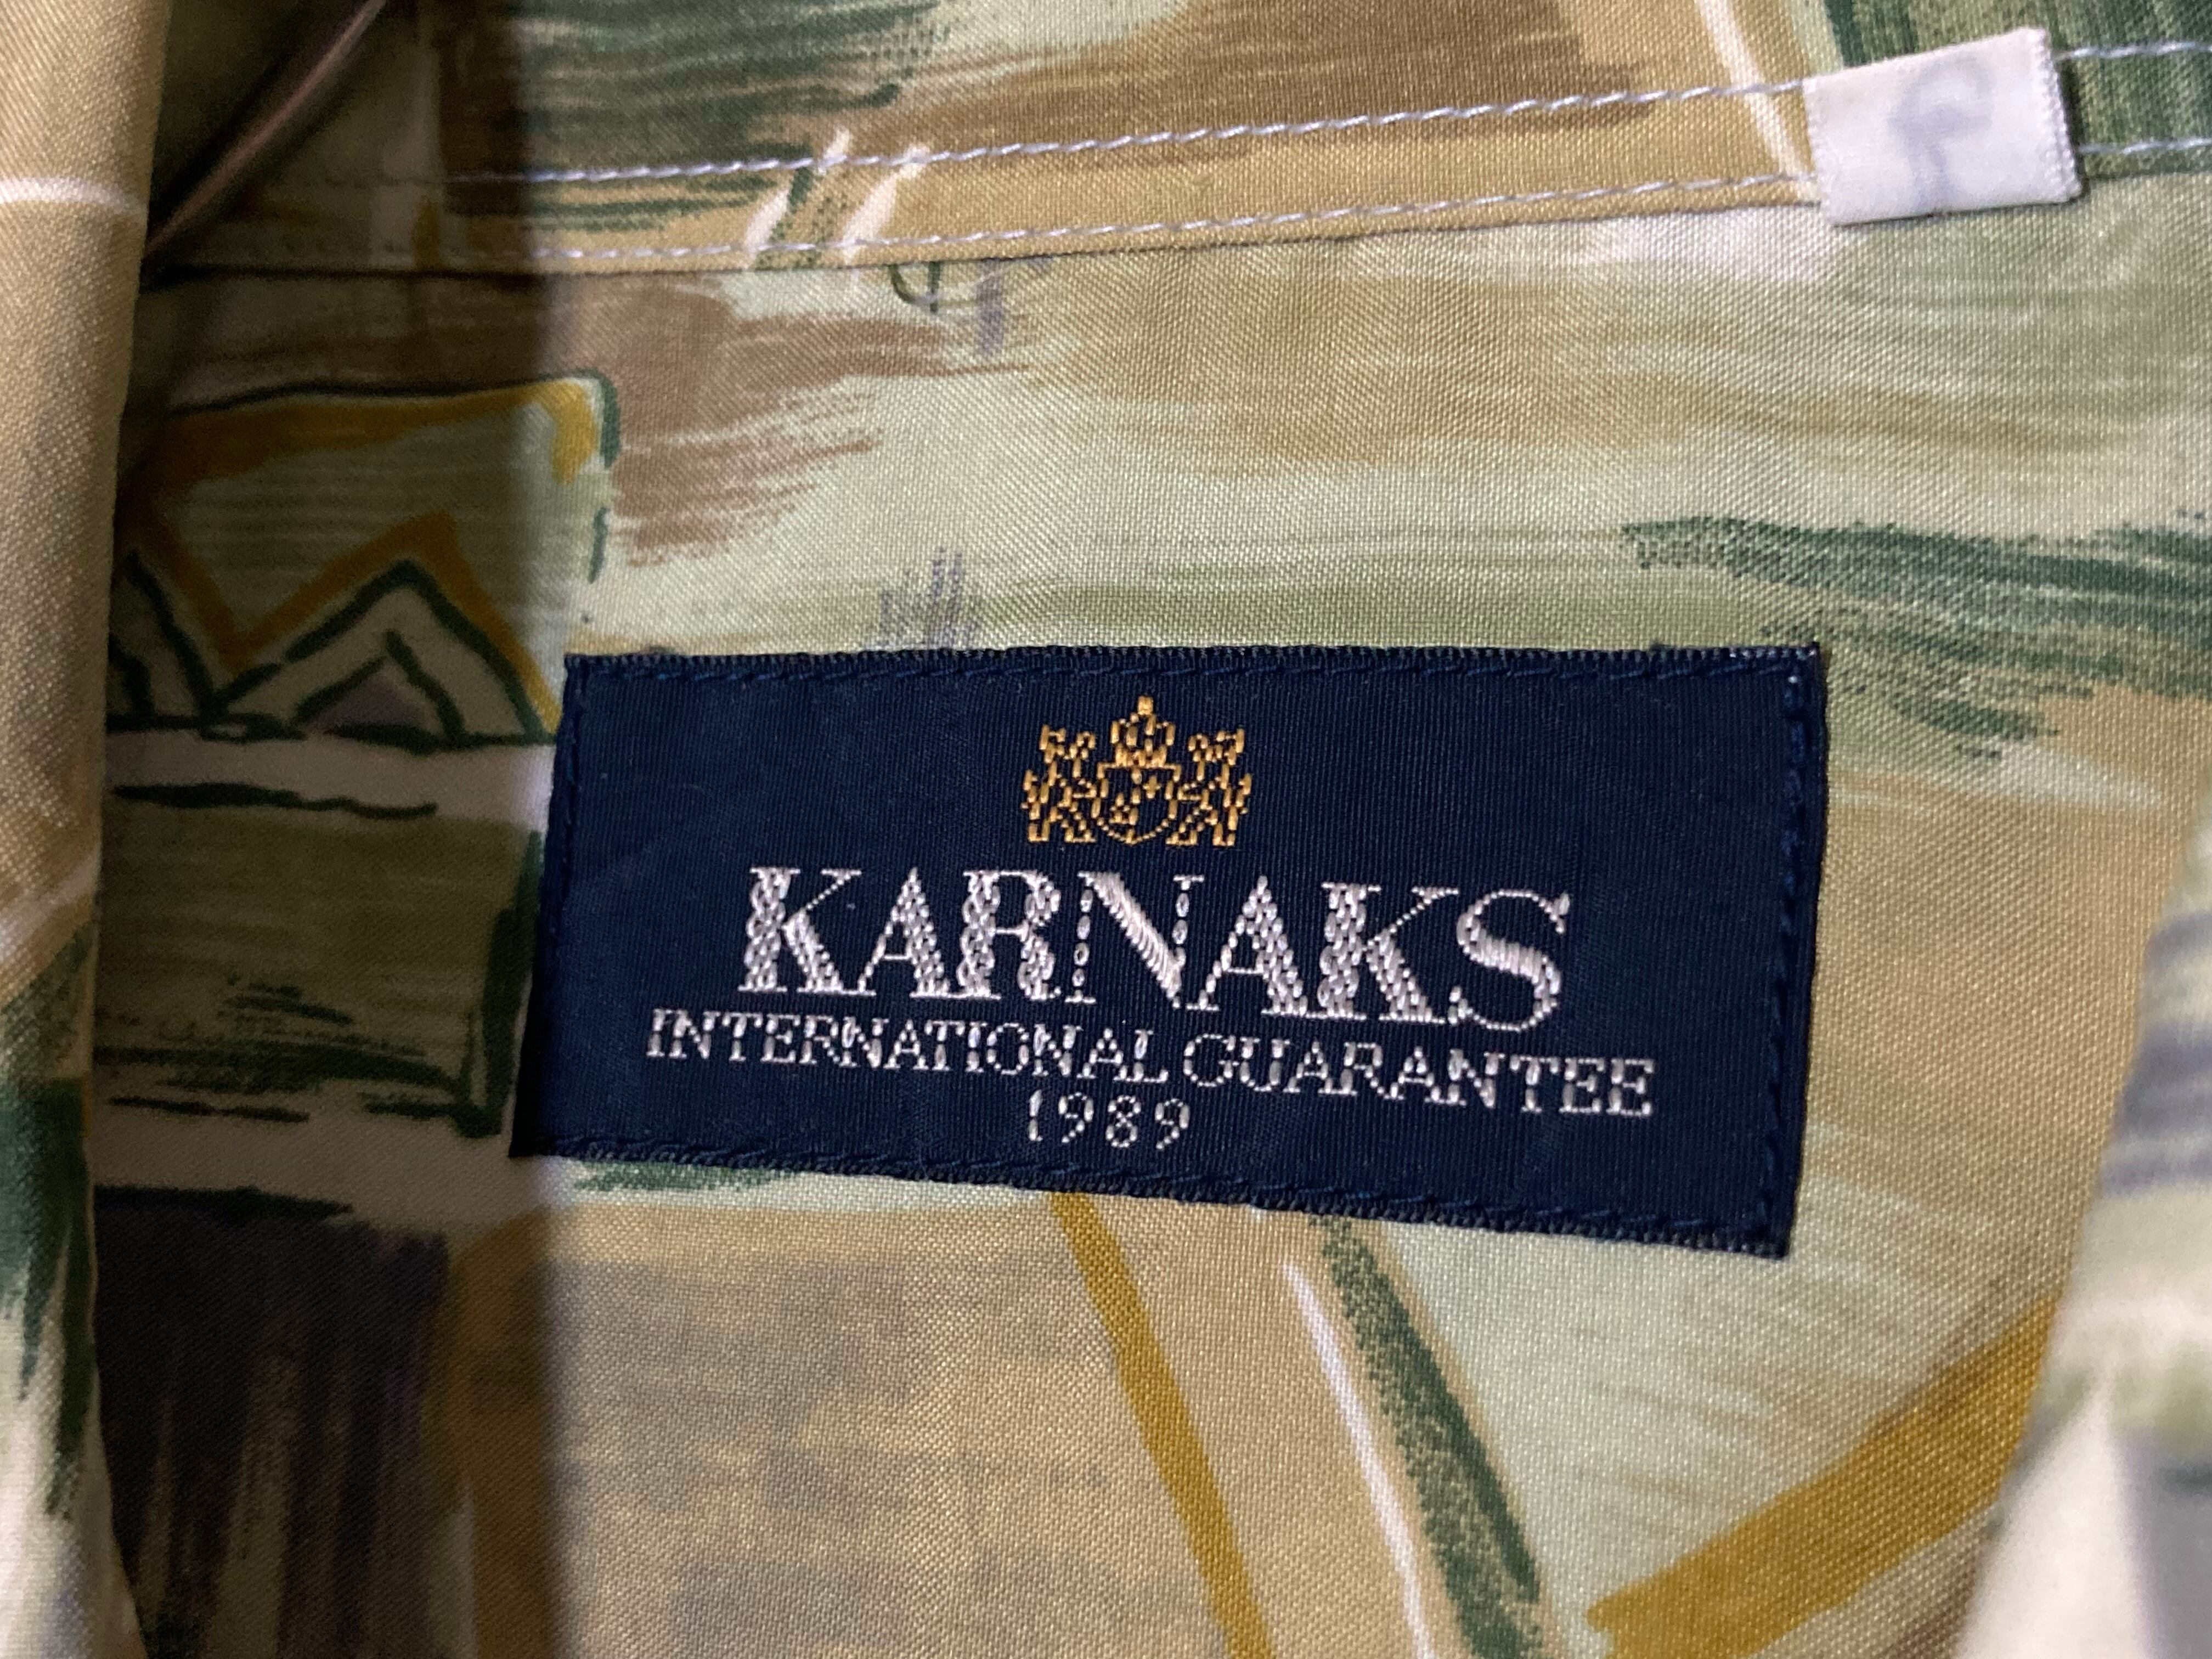 KARNAKS
INTERNATIONAL GUARANTEE
1989